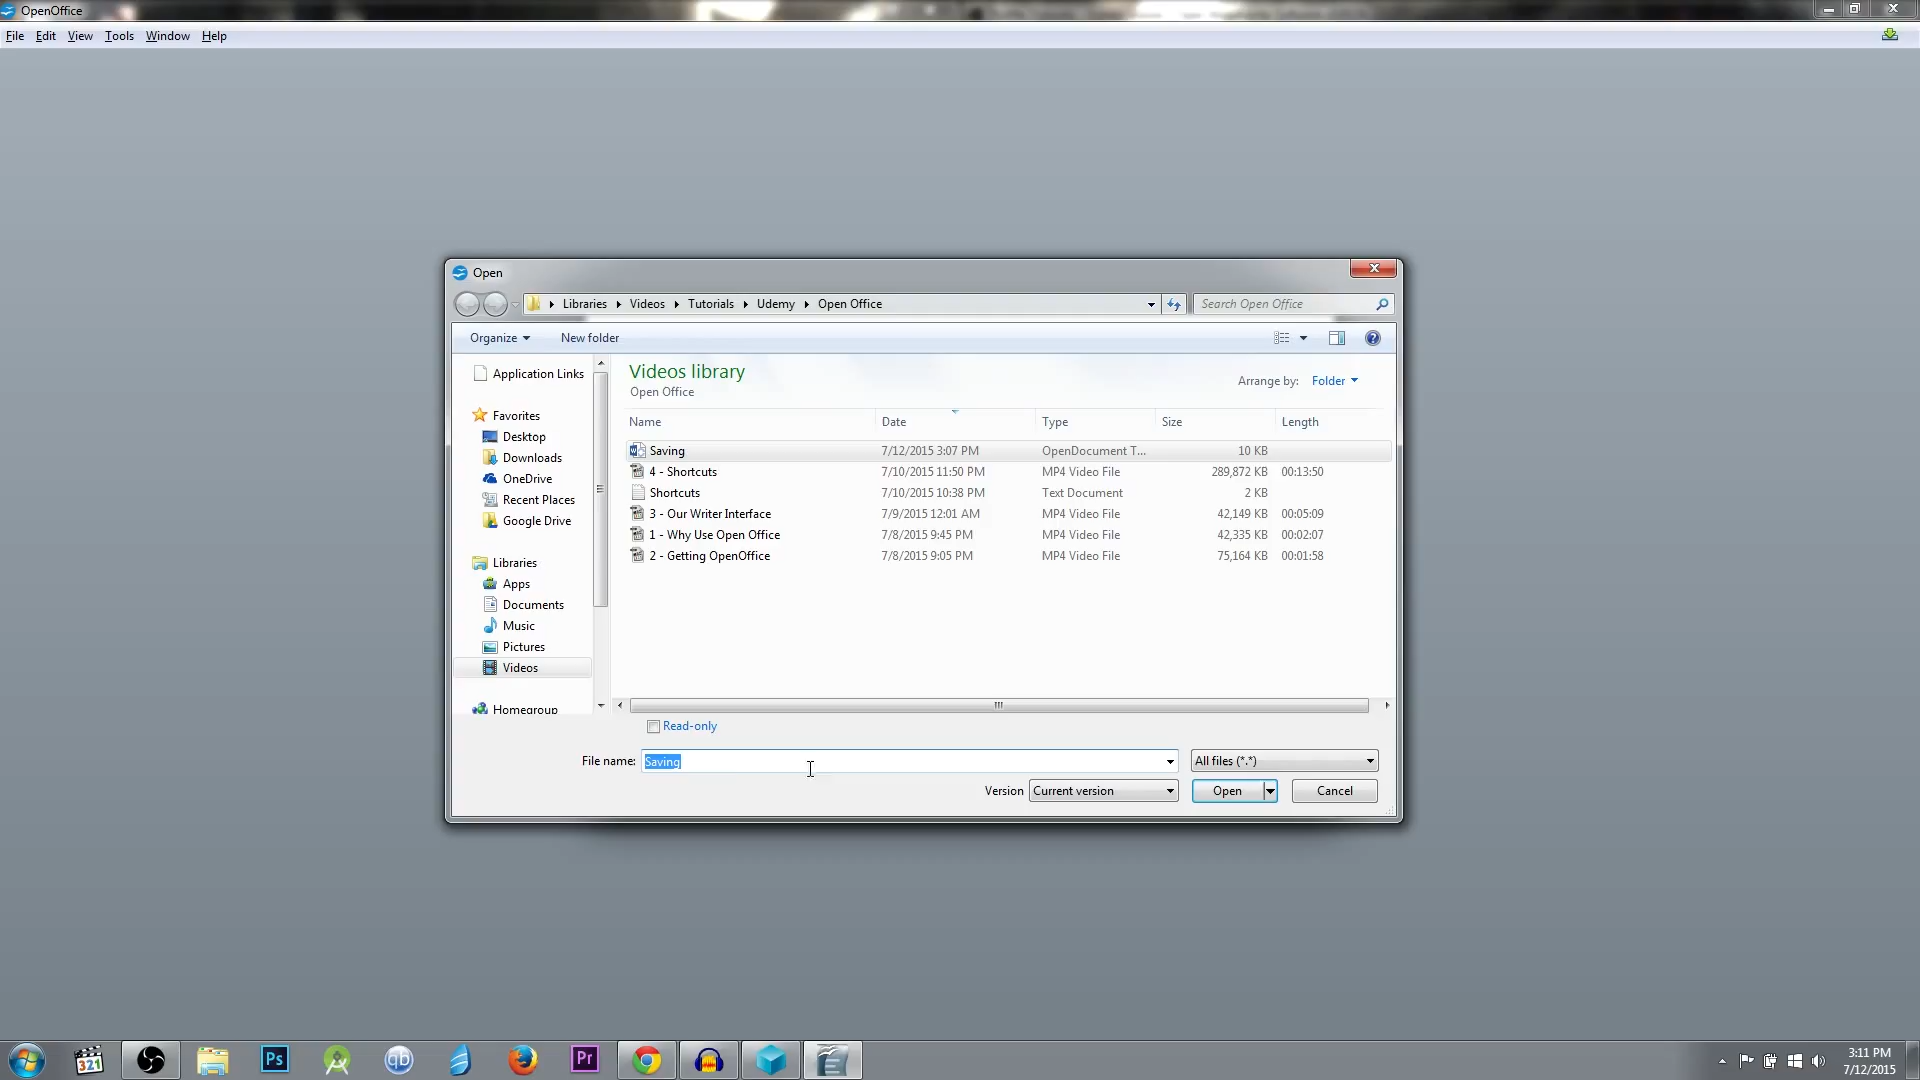 OpenOffice
File Edit View Tools Window Help
Open
Libraries Videos Tutorials Udemy Open Office Search Open Office
Organize New folder
Application Links
Favorites
Desktop
Downloads
OneDrive
Recent Places
Google Drive
Libraries
Apps
Documents
Music
Pictures
Videos
Homegroup
Videos library
Open Office
Arrange by: Folder
Name Date Type Size Length
Saving 7/12/2015 3:07 PM OpenDocument T... 10 KB
4 - Shortcuts 7/10/2015 11:50 PM MP4 Video File 289,872 KB 00:13:50
Shortcuts 7/10/2015 10:38 PM Text Document 2 KB
3 - Our Writer Interface 7/9/2015 12:01 AM MP4 Video File 42,149 KB 00:05:09
1 - Why Use Open Office 7/8/2015 9:45 PM MP4 Video File 42,335 KB 00:02:07
2 - Getting OpenOffice 7/8/2015 9:05 PM MP4 Video File 75,164 KB 00:01:58
Read-only
File name: Saving All files (*.*)
Version Current version Open Cancel
321 Ps qb Pr
3:11 PM
7/12/2015